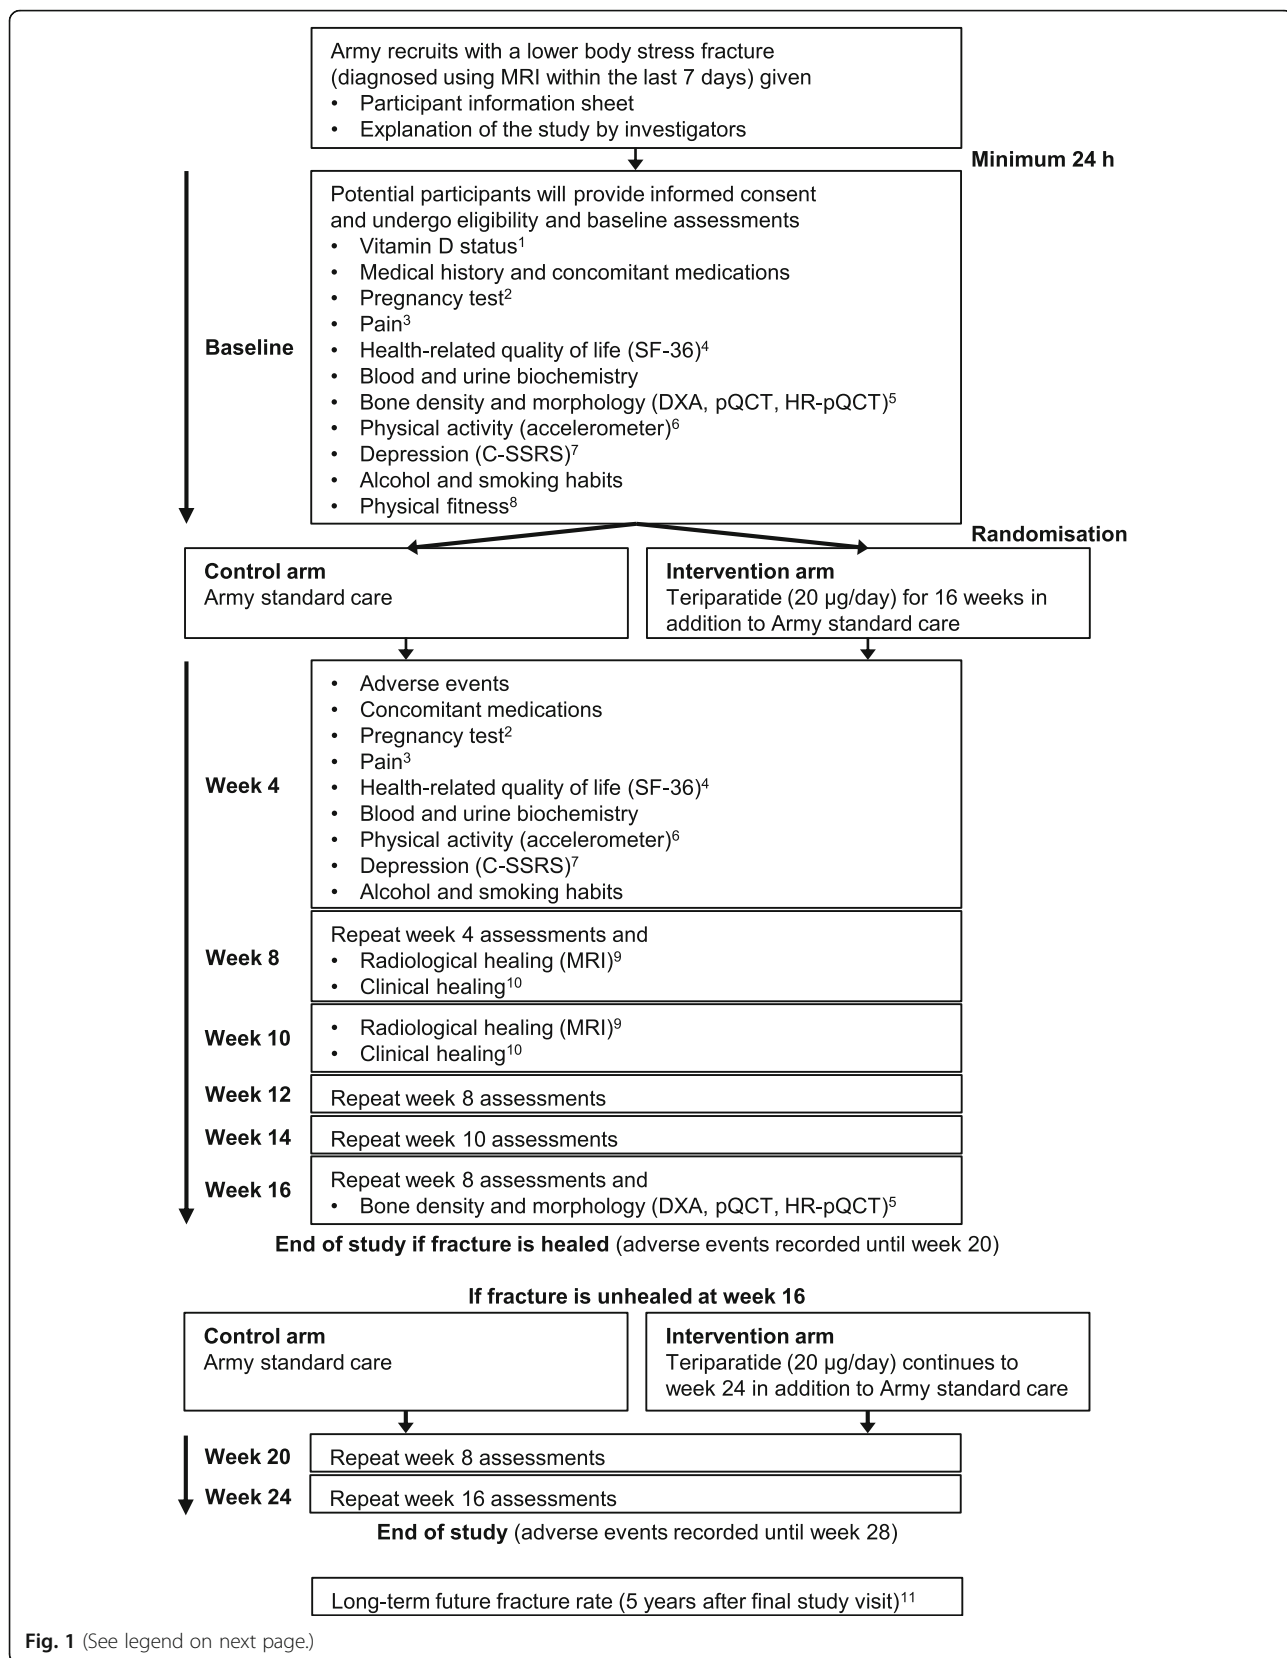 Army recruits with a lower body stress fracture
(diagnosed using MRI within the last 7 days) given
• Participant information sheet
• Explanation of the study by investigators
Minimum 24 h
Potential participants will provide informed consent
and undergo eligibility and baseline assessments
• Vitamin D status¹
• Medical history and concomitant medications
• Pregnancy test²
• Pain³
Baseline
• Health-related quality of life (SF-36)⁴
• Blood and urine biochemistry
• Bone density and morphology (DXA, pQCT, HR-pQCT)⁵
• Physical activity (accelerometer)⁶
• Depression (C-SSRS)⁷
• Alcohol and smoking habits
• Physical fitness⁸
Randomisation
Control arm
Army standard care
Intervention arm
Teriparatide (20 µg/day) for 16 weeks in
addition to Army standard care
Week 4
• Adverse events
• Concomitant medications
• Pregnancy test²
• Pain³
• Health-related quality of life (SF-36)⁴
• Blood and urine biochemistry
• Physical activity (accelerometer)⁶
• Depression (C-SSRS)⁷
• Alcohol and smoking habits
Week 8
Repeat week 4 assessments and
• Radiological healing (MRI)⁹
• Clinical healing¹⁰
Week 10
• Radiological healing (MRI)⁹
• Clinical healing¹⁰
Week 12
Repeat week 8 assessments
Week 14
Repeat week 10 assessments
Week 16
Repeat week 8 assessments and
• Bone density and morphology (DXA, pQCT, HR-pQCT)⁵
End of study if fracture is healed (adverse events recorded until week 20)
If fracture is unhealed at week 16
Control arm
Army standard care
Intervention arm
Teriparatide (20 µg/day) continues to
week 24 in addition to Army standard care
Week 20
Repeat week 8 assessments
Week 24
Repeat week 16 assessments
End of study (adverse events recorded until week 28)
Long-term future fracture rate (5 years after final study visit)¹¹
Fig. 1 (See legend on next page.)